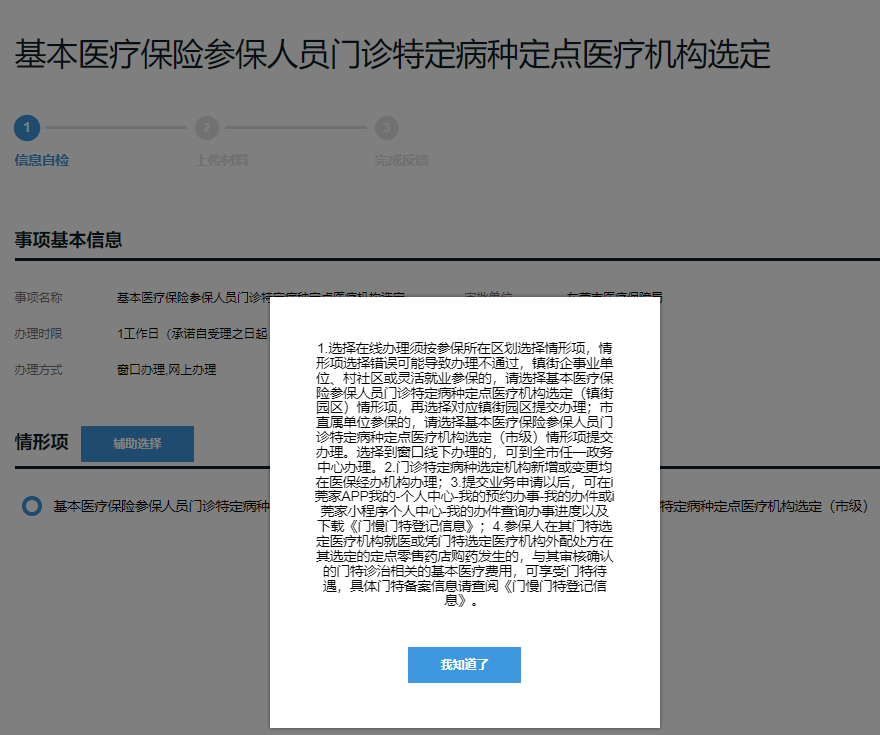 基本医疗保险参保人员门诊特定病种定点医疗机构选定
1
2
3
信息自检
上传材料
完成反馈
事项基本信息
事项名称
基本医疗保险参保人员门诊特定病种定点医疗机构选定
审批单位
东莞市医疗保障局
办理时限
1工作日（承诺自受理之日起
办理方式
窗口办理,网上办理
情形项
辅助选择
基本医疗保险参保人员门诊特定病种
特定病种定点医疗机构选定（市级）
1.选择在线办理须按参保所在区划选择情形项，情
形项选择错误可能导致办理不通过，镇街企事业单
位、村社区或灵活就业参保的，请选择基本医疗保
险参保人员门诊特定病种定点医疗机构选定（镇街
园区）情形项，再选择对应镇街园区提交办理；市
直属单位参保的，请选择基本医疗保险参保人员门
诊特定病种定点医疗机构选定（市级）情形项提交
办理。选择到窗口线下办理的，可到全市任一政务
中心办理。2.门诊特定病种选定机构新增或变更均
在医保经办机构办理；3.提交业务申请以后，可在i
莞家APP我的-个人中心-我的预约办事-我的办件或i
莞家小程序个人中心-我的办件查询办事进度以及
下载《门慢门特登记信息》；4.参保人在其门特选
定医疗机构就医或凭门特选定医疗机构外配处方在
其选定的定点零售药店购药发生的，与其审核确认
的门特诊治相关的基本医疗费用，可享受门特待
遇，具体门特备案信息请查阅《门慢门特登记信
息》。
我知道了